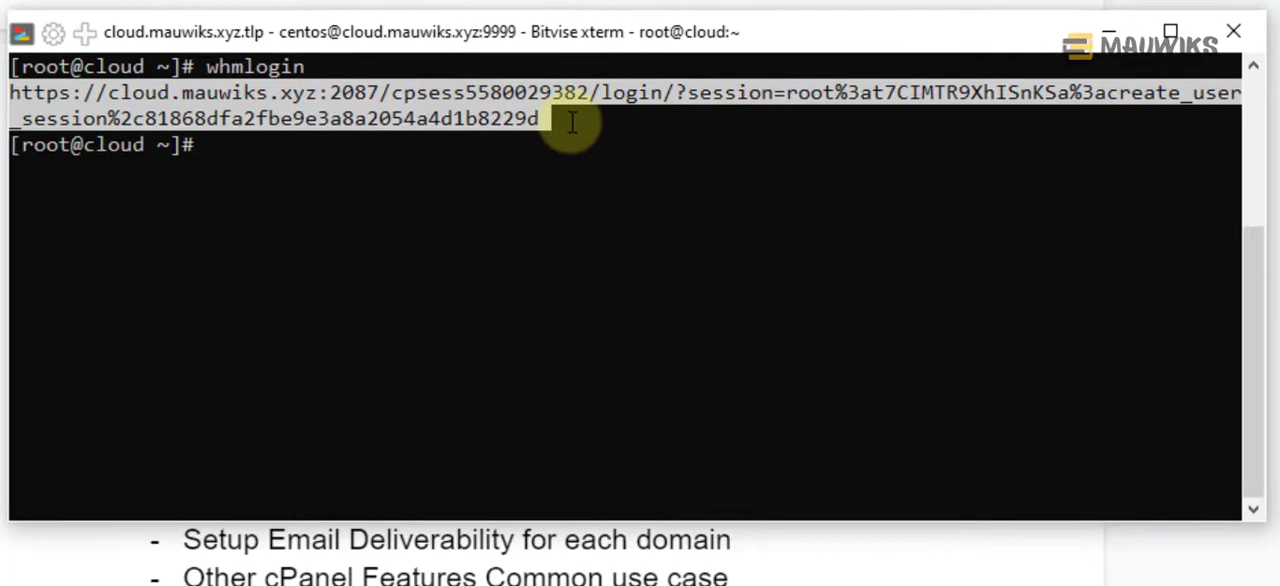 cloud.mauwiks.xyz.tlp - centos@cloud.mauwiks.xyz:9999 - Bitvise xterm - root@cloud:~
MAUWIKS
[root@cloud ~]# whmlogin
https://cloud.mauwiks.xyz:2087/cpsess5580029382/login/?session=root%3at7CIMTR9XhISnKSa%3acreate_user
_session%2c81868dfa2fbe9e3a8a2054a4d1b8229d
[root@cloud ~]#
- Setup Email Deliverability for each domain
- Other cPanel Features Common use case